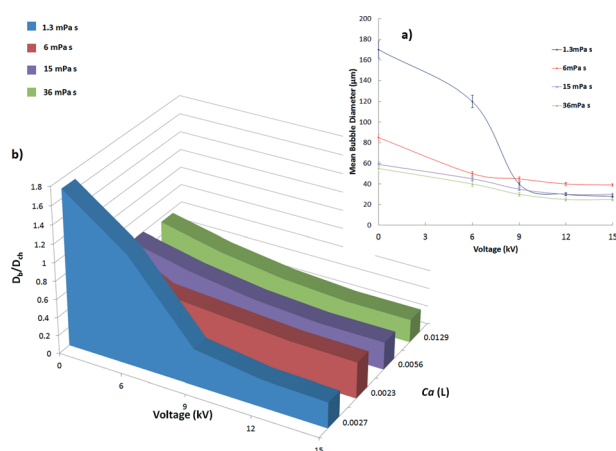 1.3 mPa s
6 mPa s
15 mPa s
36 mPa s
b)
D_b/D_ch
1.8
1.6
1.4
1.2
1
0.8
0.6
0.4
0.2
0
0
6
9
12
15
Voltage (kV)
0.0027
0.0023
0.0056
0.0129
Ca (L)
a)
Mean Bubble Diameter (µm)
200
180
160
140
120
100
80
60
40
20
0
0
3
6
9
12
15
Voltage (kV)
1.3mPa s
6mPa s
15 mPa s
36mPa s